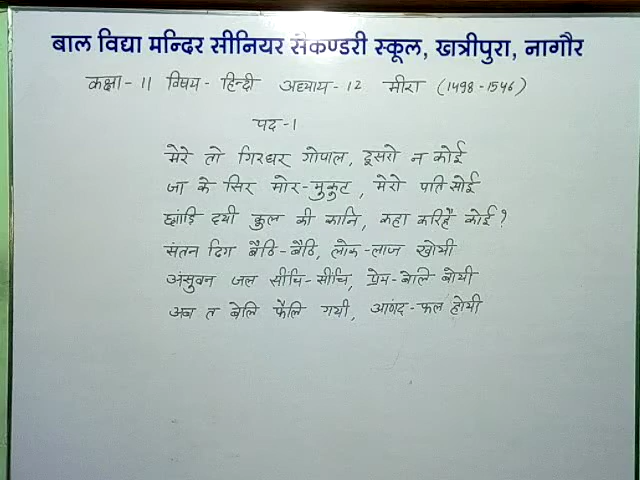 बाल विद्या मन्दिर सीनियर सैकण्डरी स्कूल, खात्रीपुरा, नागौर
कक्षा - 11 विषय - हिन्दी अध्याय - 12 मीरा (1498 - 1546)
पद - 1
मेरे तो गिरधर गोपाल, दूसरो न कोई
जा के सिर मोर-मुकुट, मेरो पति सोई
छांड़ि दयी कुल की कानि, कहा करिहै कोई?
संतन ढिग बैठि-बैठि, लोक-लाज खोयी
अंसुवन जल सींचि-सींचि, प्रेम-बेलि बोयी
अब त बेलि फैलि गयी, आणंद-फल होयी